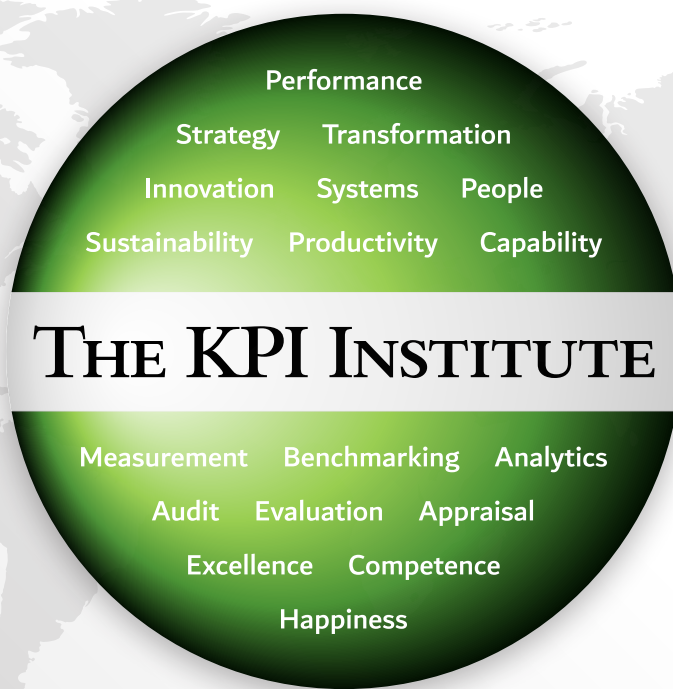 Performance
Strategy Transformation
Innovation Systems People
Sustainability Productivity Capability
THE KPI INSTITUTE
Measurement Benchmarking Analytics
Audit Evaluation Appraisal
Excellence Competence
Happiness